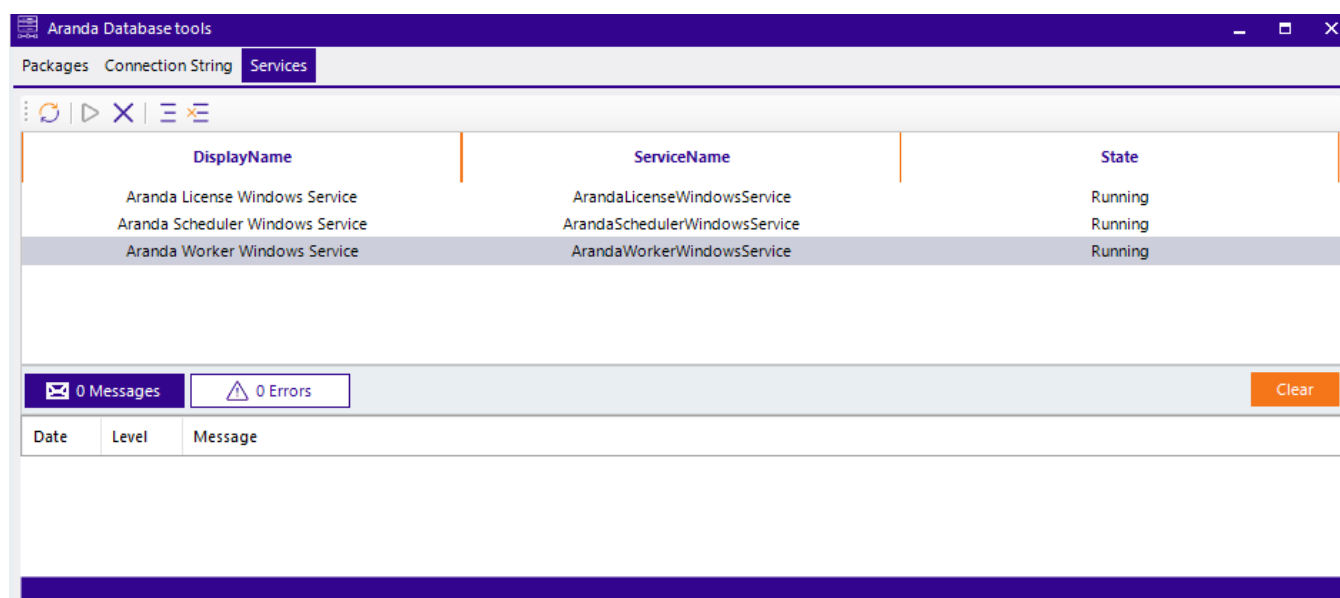 Aranda Database tools
Packages Connection String Services
DisplayName ServiceName State
Aranda License Windows Service ArandaLicenseWindowsService Running
Aranda Scheduler Windows Service ArandaSchedulerWindowsService Running
Aranda Worker Windows Service ArandaWorkerWindowsService Running
0 Messages 0 Errors Clear
Date Level Message